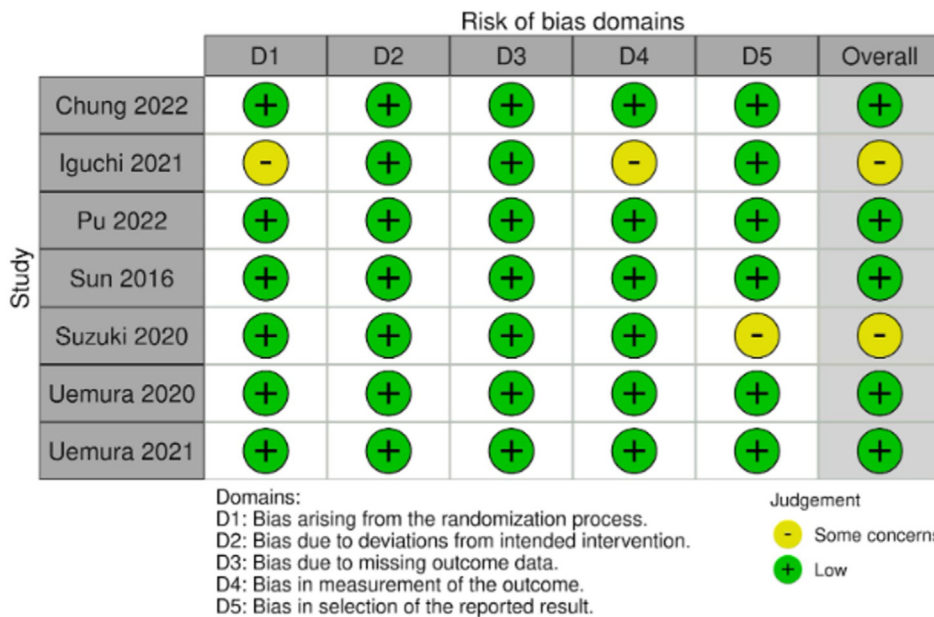 Risk of bias domains
D1 D2 D3 D4 D5 Overall
Study
Chung 2022 + + + + + +
Iguchi 2021 - + + - + -
Pu 2022 + + + + + +
Sun 2016 + + + + + +
Suzuki 2020 + + + + - -
Uemura 2020 + + + + + +
Uemura 2021 + + + + + +
Domains:
D1: Bias arising from the randomization process.
D2: Bias due to deviations from intended intervention.
D3: Bias due to missing outcome data.
D4: Bias in measurement of the outcome.
D5: Bias in selection of the reported result.
Judgement
- Some concerns
+ Low